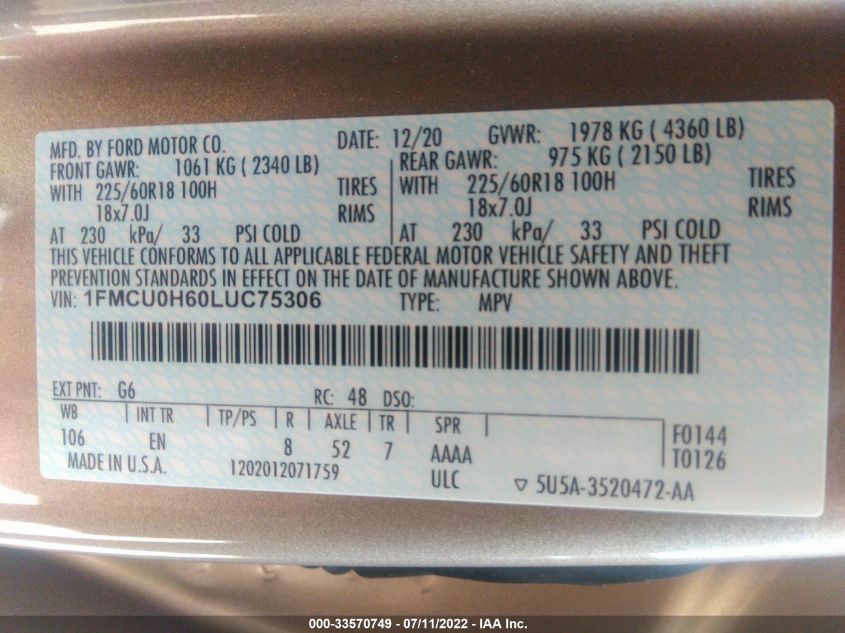 MFD. BY FORD MOTOR CO. DATE: 12/20 GVWR: 1978 KG ( 4360 LB)
FRONT GAWR: 1061 KG ( 2340 LB) REAR GAWR: 975 KG ( 2150 LB)
WITH 225/60R18 100H TIRES WITH 225/60R18 100H TIRES
18x7.0J RIMS 18x7.0J RIMS
AT 230 kPa/ 33 PSI COLD AT 230 kPa/ 33 PSI COLD
THIS VEHICLE CONFORMS TO ALL APPLICABLE FEDERAL MOTOR VEHICLE SAFETY AND THEFT
PREVENTION STANDARDS IN EFFECT ON THE DATE OF MANUFACTURE SHOWN ABOVE.
VIN: 1FMCU0H60LUC75306 TYPE: MPV
EXT PNT: G6 RC: 48 DSO:
WB INT TR TP/PS R AXLE TR SPR F0144
106 EN 8 52 7 AAAA T0126
MADE IN U.S.A. 1202012071759 ULC ▽ 5U5A-3520472-AA
000-33570749 - 07/11/2022 - IAA Inc.